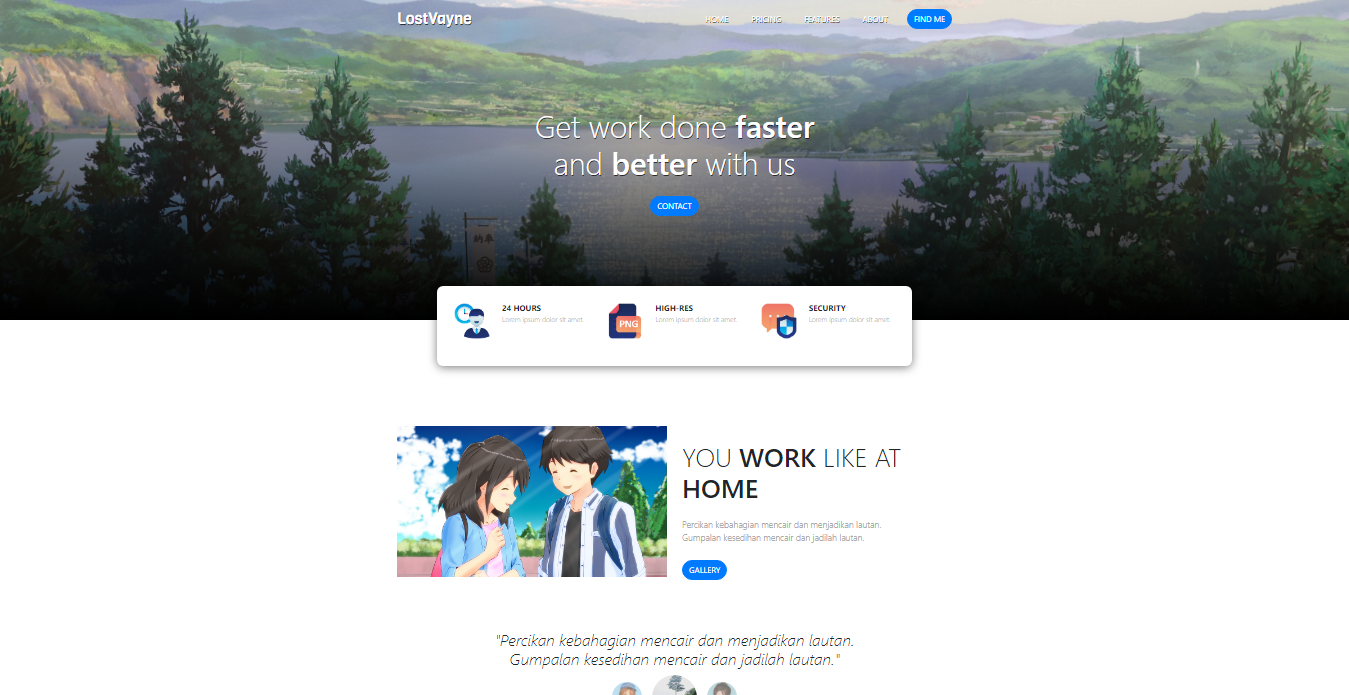 LostVayne
HOME PRICING FEATURES ABOUT FIND ME
Get work done faster
and better with us
CONTACT
24 HOURS
Lorem ipsum dolor sit amet.
PNG
HIGH-RES
Lorem ipsum dolor sit amet.
SECURITY
Lorem ipsum dolor sit amet.
YOU WORK LIKE AT
HOME
Percikan kebahagian mencair dan menjadikan lautan.
Gumpalan kesedihan mencair dan jadilah lautan.
GALLERY
"Percikan kebahagian mencair dan menjadikan lautan.
Gumpalan kesedihan mencair dan jadilah lautan."